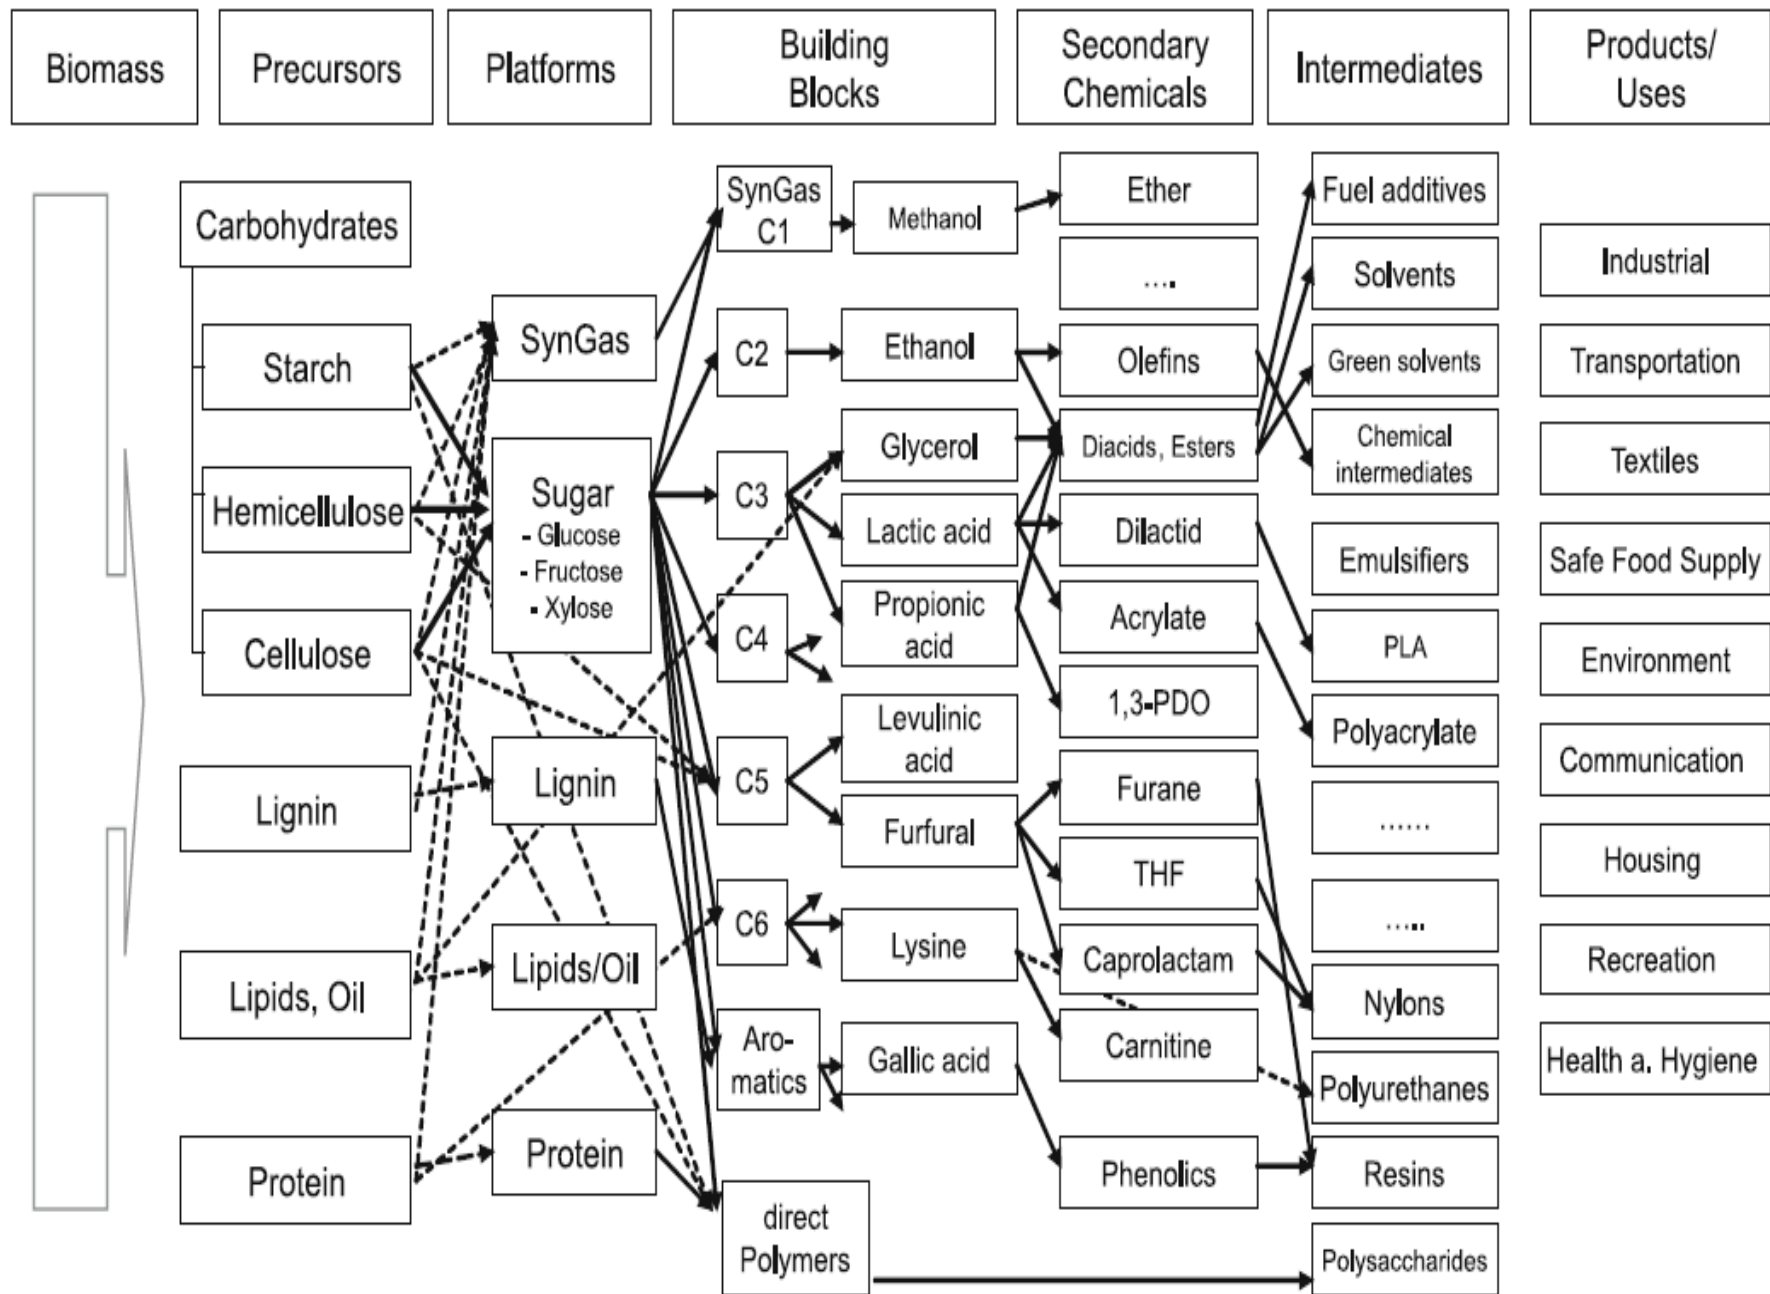 Biomass
Precursors
Platforms
Building
Blocks
Secondary
Chemicals
Intermediates
Products/
Uses
Carbohydrates
Starch
Hemicellulose
Cellulose
Lignin
Lipids, Oil
Protein
SynGas
Sugar
- Glucose
- Fructose
- Xylose
Lignin
Lipids/Oil
Protein
SynGas
C1
C2
C3
C4
C5
C6
Aro-
matics
direct
Polymers
Methanol
Ethanol
Glycerol
Lactic acid
Propionic
acid
Levulinic
acid
Furfural
Lysine
Gallic acid
Ether
....
Olefins
Diacids, Esters
Dilactid
Acrylate
1,3-PDO
Furane
THF
Caprolactam
Carnitine
Phenolics
Fuel additives
Solvents
Green solvents
Chemical
intermediates
Emulsifiers
PLA
Polyacrylate
......
.....
Nylons
Polyurethanes
Resins
Polysaccharides
Industrial
Transportation
Textiles
Safe Food Supply
Environment
Communication
Housing
Recreation
Health a. Hygiene